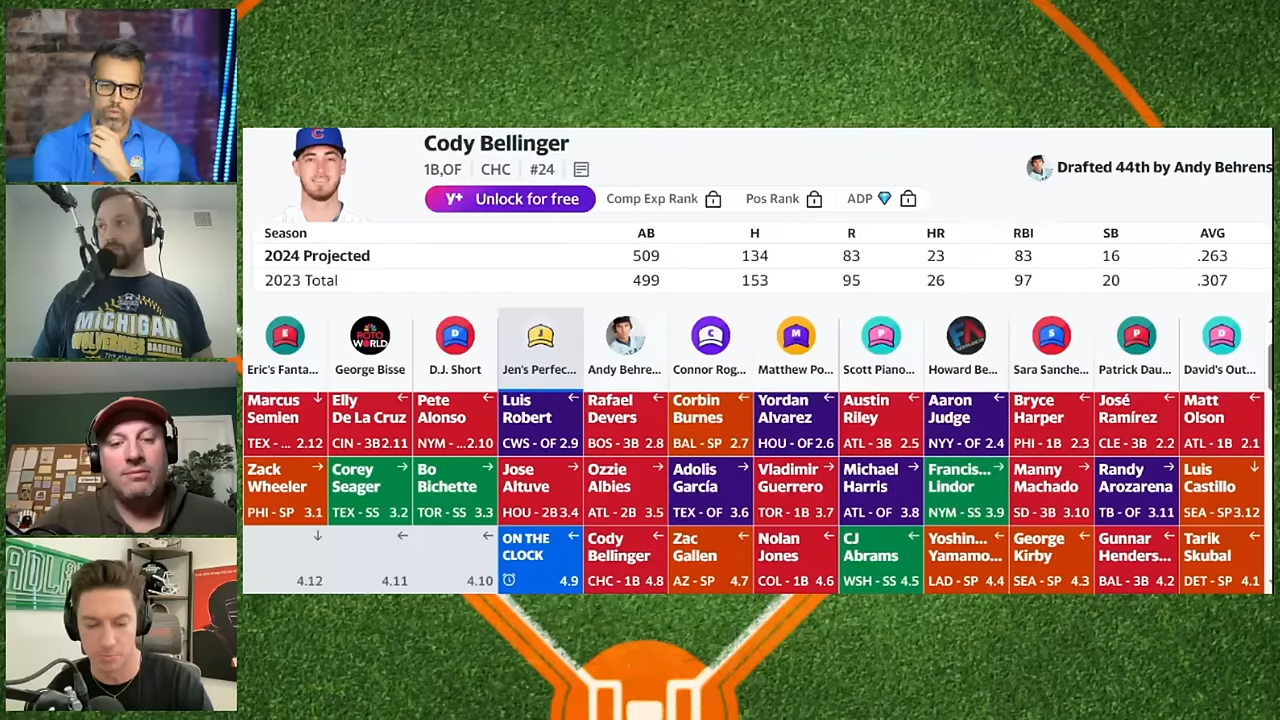 Cody Bellinger
1B,OF CHC #24
Drafted 44th by Andy Behrens
Y+ Unlock for free Comp Exp Rank Pos Rank ADP
Season AB H R HR RBI SB AVG
2024 Projected 509 134 83 23 83 16 .263
2023 Total 499 153 95 26 97 20 .307
E ROTO WORLD D J C M P FA S P D
Eric's Fanta... George Bisse D.J. Short Jen's Perfec... Andy Behre... Connor Rog... Matthew Po... Scott Piano... Howard Be... Sara Sanche... Patrick Dau... David's Out...
Marcus Elly Pete Luis Rafael Corbin Yordan Austin Aaron Bryce José Matt
Semien De La Cruz Alonso Robert Devers Burnes Alvarez Riley Judge Harper Ramírez Olson
TEX - ... 2.12 CIN - 3B 2.11 NYM - ... 2.10 CWS - OF 2.9 BOS - 3B 2.8 BAL - SP 2.7 HOU - OF 2.6 ATL - 3B 2.5 NYY - OF 2.4 PHI - 1B 2.3 CLE - 3B 2.2 ATL - 1B 2.1
Zack Corey Bo Jose Ozzie Adolis Vladimir Michael Francis... Manny Randy Luis
Wheeler Seager Bichette Altuve Albies García Guerrero Harris Lindor Machado Arozarena Castillo
PHI - SP 3.1 TEX - SS 3.2 TOR - SS 3.3 HOU - 2B 3.4 ATL - 2B 3.5 TEX - OF 3.6 TOR - 1B 3.7 ATL - OF 3.8 NYM - SS 3.9 SD - 3B 3.10 TB - OF 3.11 SEA - SP 3.12
ON THE Cody Zac Nolan CJ Yoshin... George Gunnar Tarik
CLOCK Bellinger Gallen Jones Abrams Yamamo... Kirby Henders... Skubal
4.12 4.11 4.10 4.9 CHC - 1B 4.8 AZ - SP 4.7 COL - 1B 4.6 WSH - SS 4.5 LAD - SP 4.4 SEA - SP 4.3 BAL - 3B 4.2 DET - SP 4.1
MICHIGAN
WOLVERINES BASEBALL